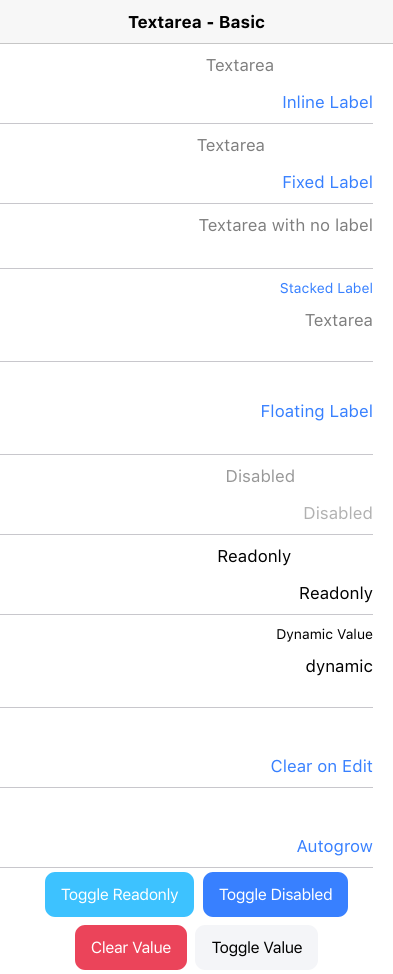 Textarea - Basic
Textarea
Inline Label
Textarea
Fixed Label
Textarea with no label
Stacked Label
Textarea
Floating Label
Disabled
Disabled
Readonly
Readonly
Dynamic Value
dynamic
Clear on Edit
Autogrow
Toggle Readonly Toggle Disabled
Clear Value Toggle Value